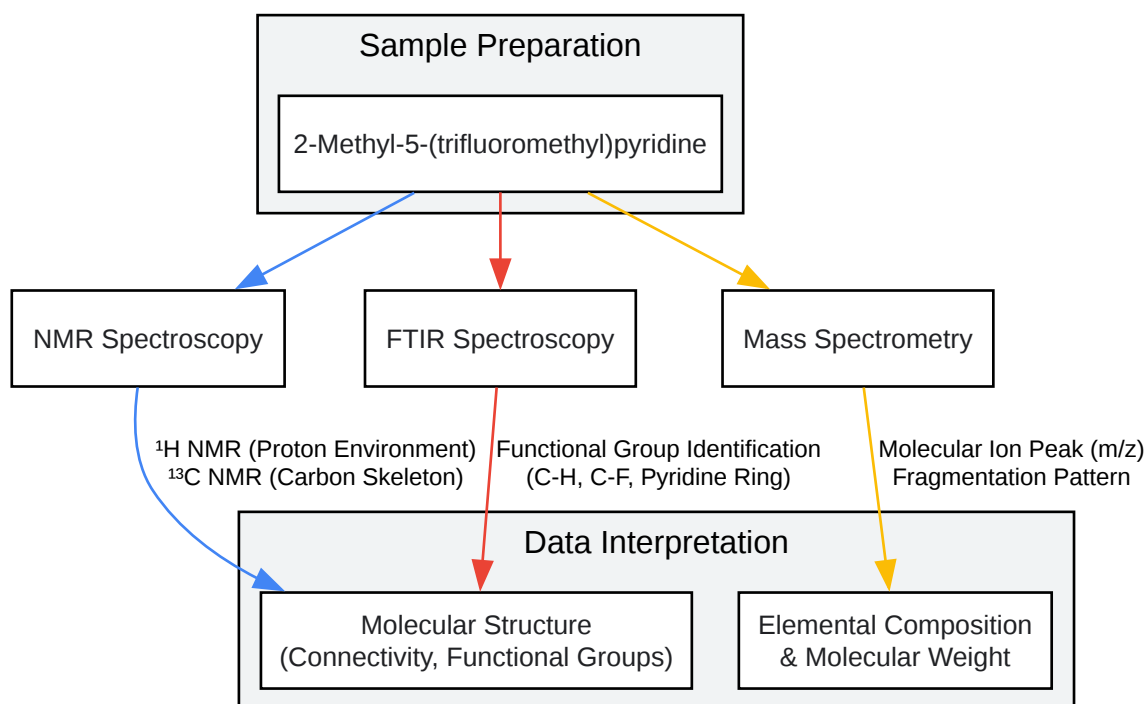 Sample Preparation
2-Methyl-5-(trifluoromethyl)pyridine
NMR Spectroscopy
FTIR Spectroscopy
Mass Spectrometry
¹H NMR (Proton Environment)
¹³C NMR (Carbon Skeleton)
Functional Group Identification
(C-H, C-F, Pyridine Ring)
Molecular Ion Peak (m/z)
Fragmentation Pattern
Data Interpretation
Molecular Structure
(Connectivity, Functional Groups)
Elemental Composition
& Molecular Weight